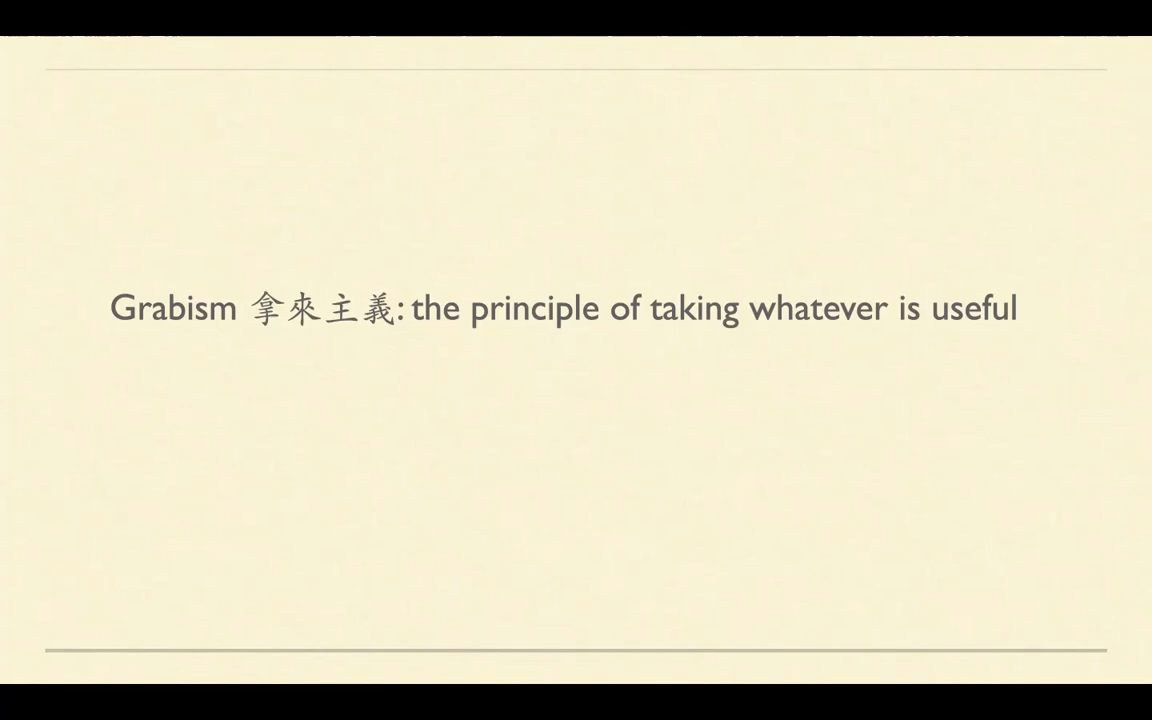 Grabism 拿來主義: the principle of taking whatever is useful